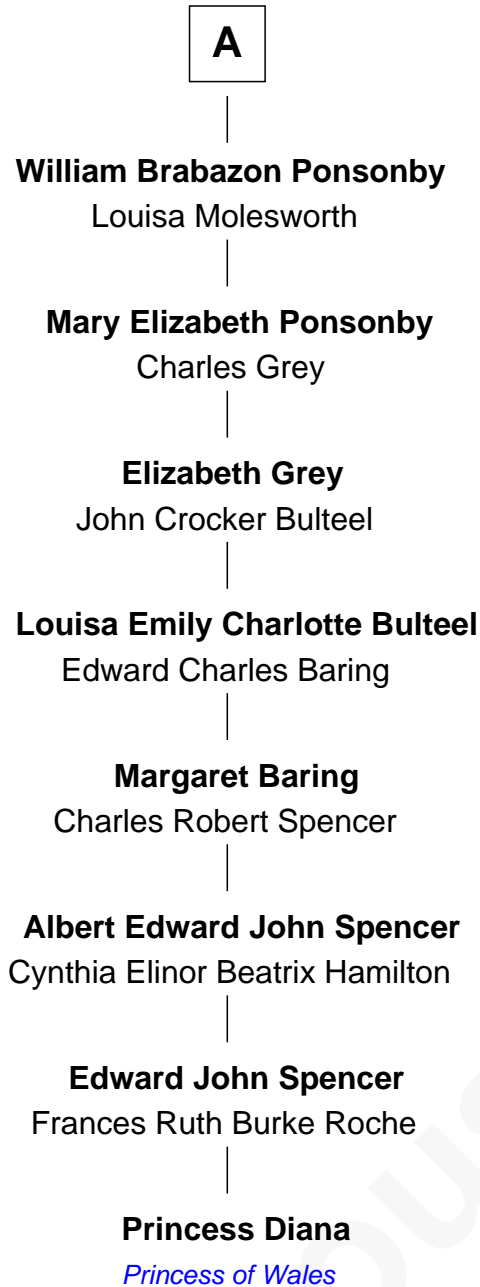 A
William Brabazon Ponsonby
Louisa Molesworth
Mary Elizabeth Ponsonby
Charles Grey
Elizabeth Grey
John Crocker Bulteel
Louisa Emily Charlotte Bulteel
Edward Charles Baring
Margaret Baring
Charles Robert Spencer
Albert Edward John Spencer
Cynthia Elinor Beatrix Hamilton
Edward John Spencer
Frances Ruth Burke Roche
Princess Diana
Princess of Wales